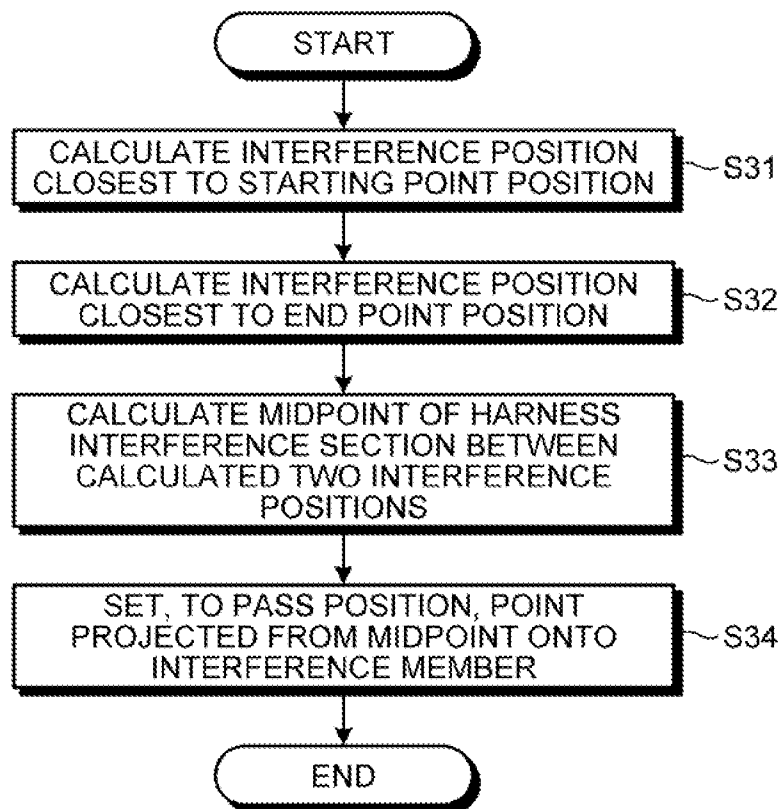 START
CALCULATE INTERFERENCE POSITION
CLOSEST TO STARTING POINT POSITION
S31
CALCULATE INTERFERENCE POSITION
CLOSEST TO END POINT POSITION
S32
CALCULATE MIDPOINT OF HARNESS
INTERFERENCE SECTION BETWEEN
CALCULATED TWO INTERFERENCE
POSITIONS
S33
SET, TO PASS POSITION, POINT
PROJECTED FROM MIDPOINT ONTO
INTERFERENCE MEMBER
S34
END